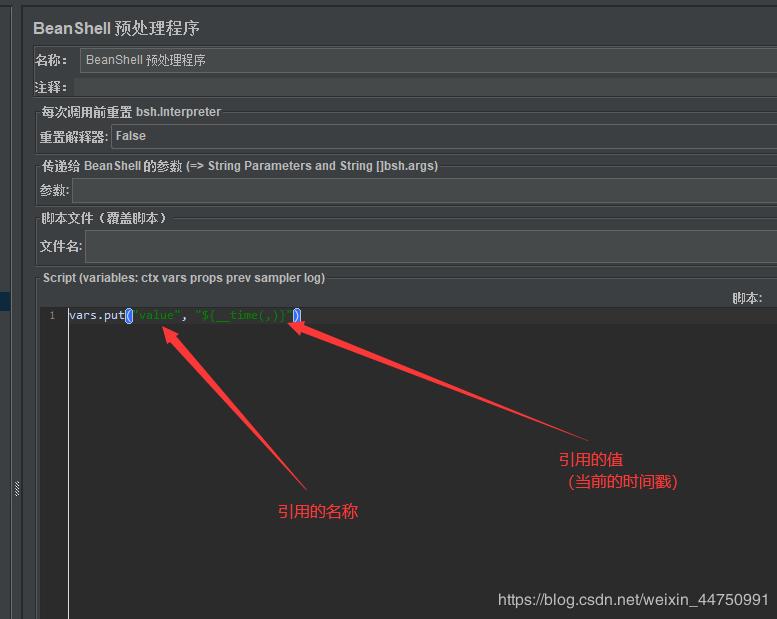 BeanShell 预处理程序
名称： BeanShell 预处理程序
注释：
每次调用前重置 bsh.Interpreter
重置解释器: False
传递给 BeanShell 的参数 (=> String Parameters and String []bsh.args)
参数:
脚本文件（覆盖脚本）
文件名:
Script (variables: ctx vars props prev sampler log)
脚本:
1 vars.put("value", "${__time(,)}")
引用的值
（当前的时间戳）
引用的名称
https://blog.csdn.net/weixin_44750991